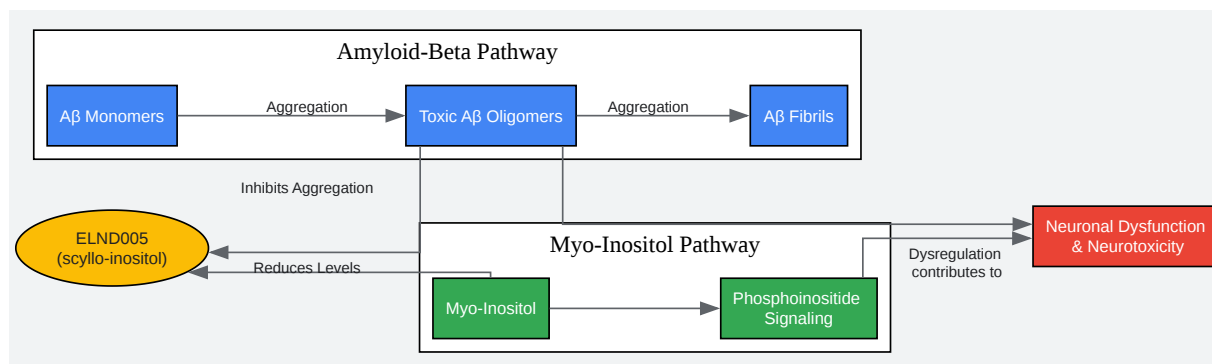 Amyloid-Beta Pathway
Aβ Monomers
Aggregation
Toxic Aβ Oligomers
Aggregation
Aβ Fibrils
Inhibits Aggregation
ELND005
(scyllo-inositol)
Reduces Levels
Myo-Inositol Pathway
Myo-Inositol
Phosphoinositide
Signaling
Dysregulation
contributes to
Neuronal Dysfunction
& Neurotoxicity